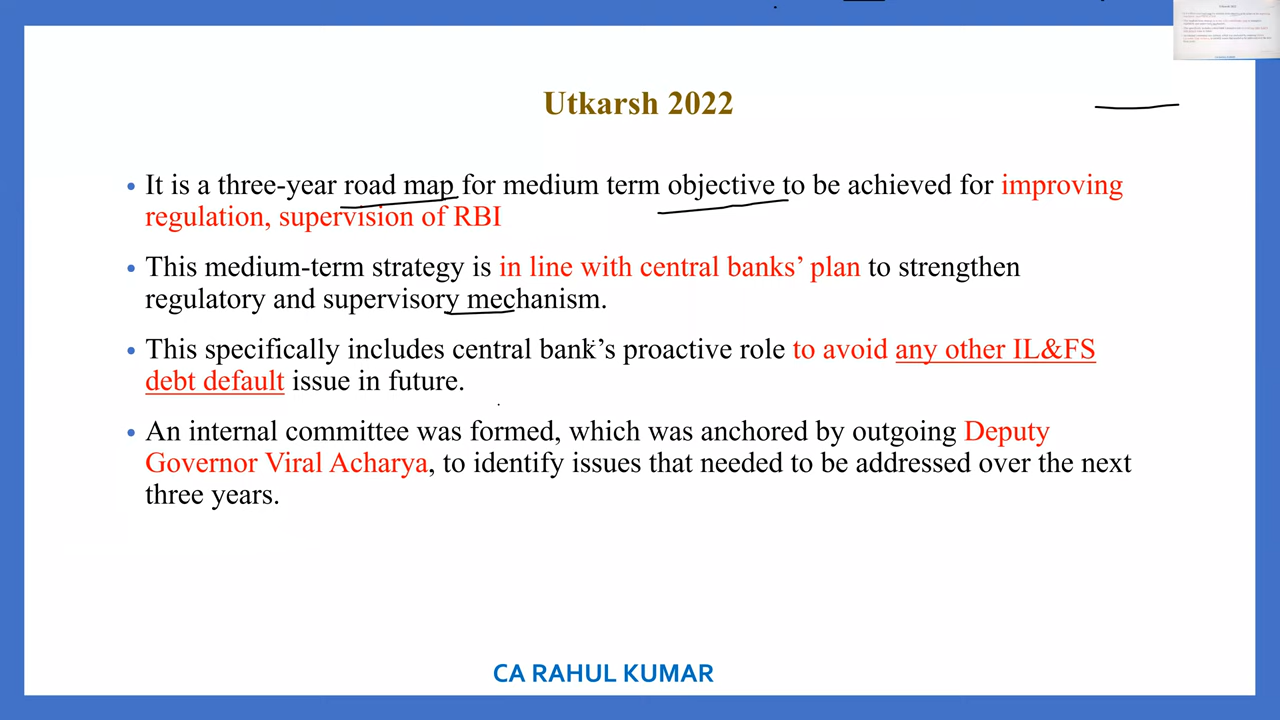 Utkarsh 2022
• It is a three-year road map for medium term objective to be achieved for improving
regulation, supervision of RBI
• This medium-term strategy is in line with central banks’ plan to strengthen
regulatory and supervisory mechanism.
• This specifically includes central bank’s proactive role to avoid any other IL&FS
debt default issue in future.
• An internal committee was formed, which was anchored by outgoing Deputy
Governor Viral Acharya, to identify issues that needed to be addressed over the next
three years.
CA RAHUL KUMAR